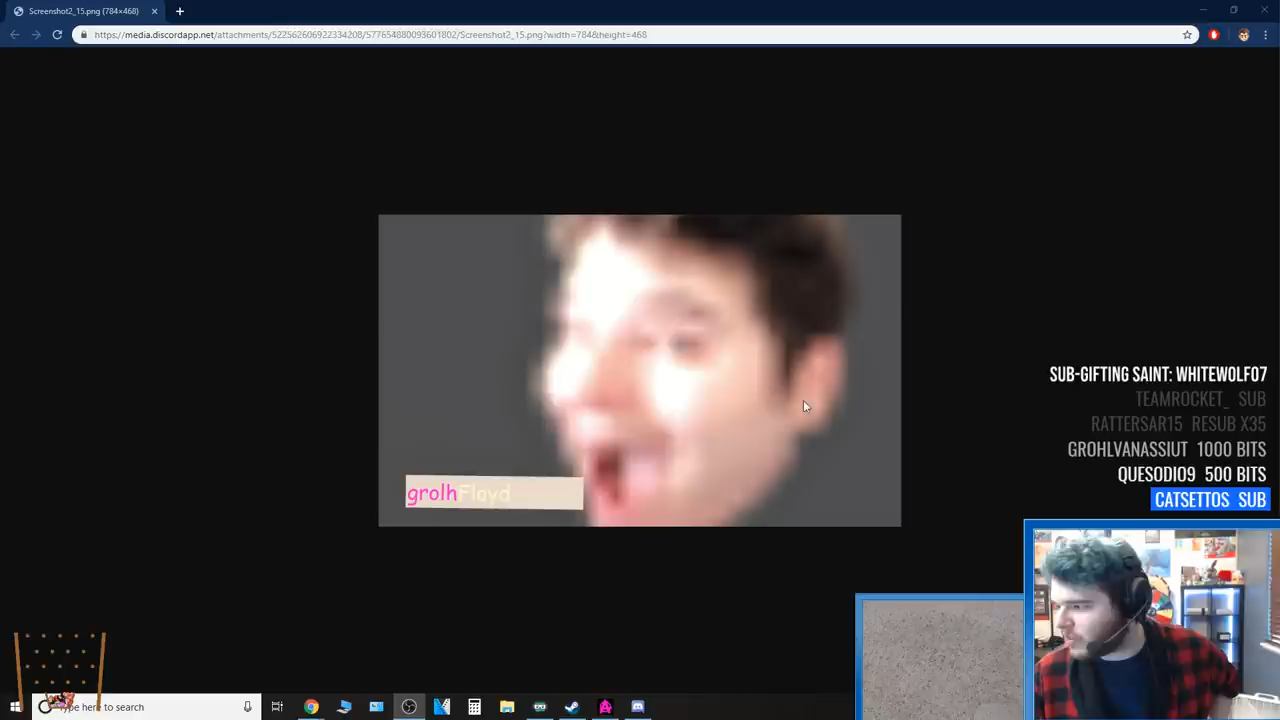 Screenshot2_15.png (784×468)
https://media.discordapp.net/attachments/522562606922334208/577654880093601802/Screenshot2_15.png?width=784&height=468
SUB-GIFTING SAINT: WHITEWOLF07
TEAMROCKET_ SUB
RATTERSAR15 RESUB X35
GROHLVANASSIUT 1000 BITS
QUESODIO9 500 BITS
CATSETTOS SUB
grolhFloyd
Type here to search